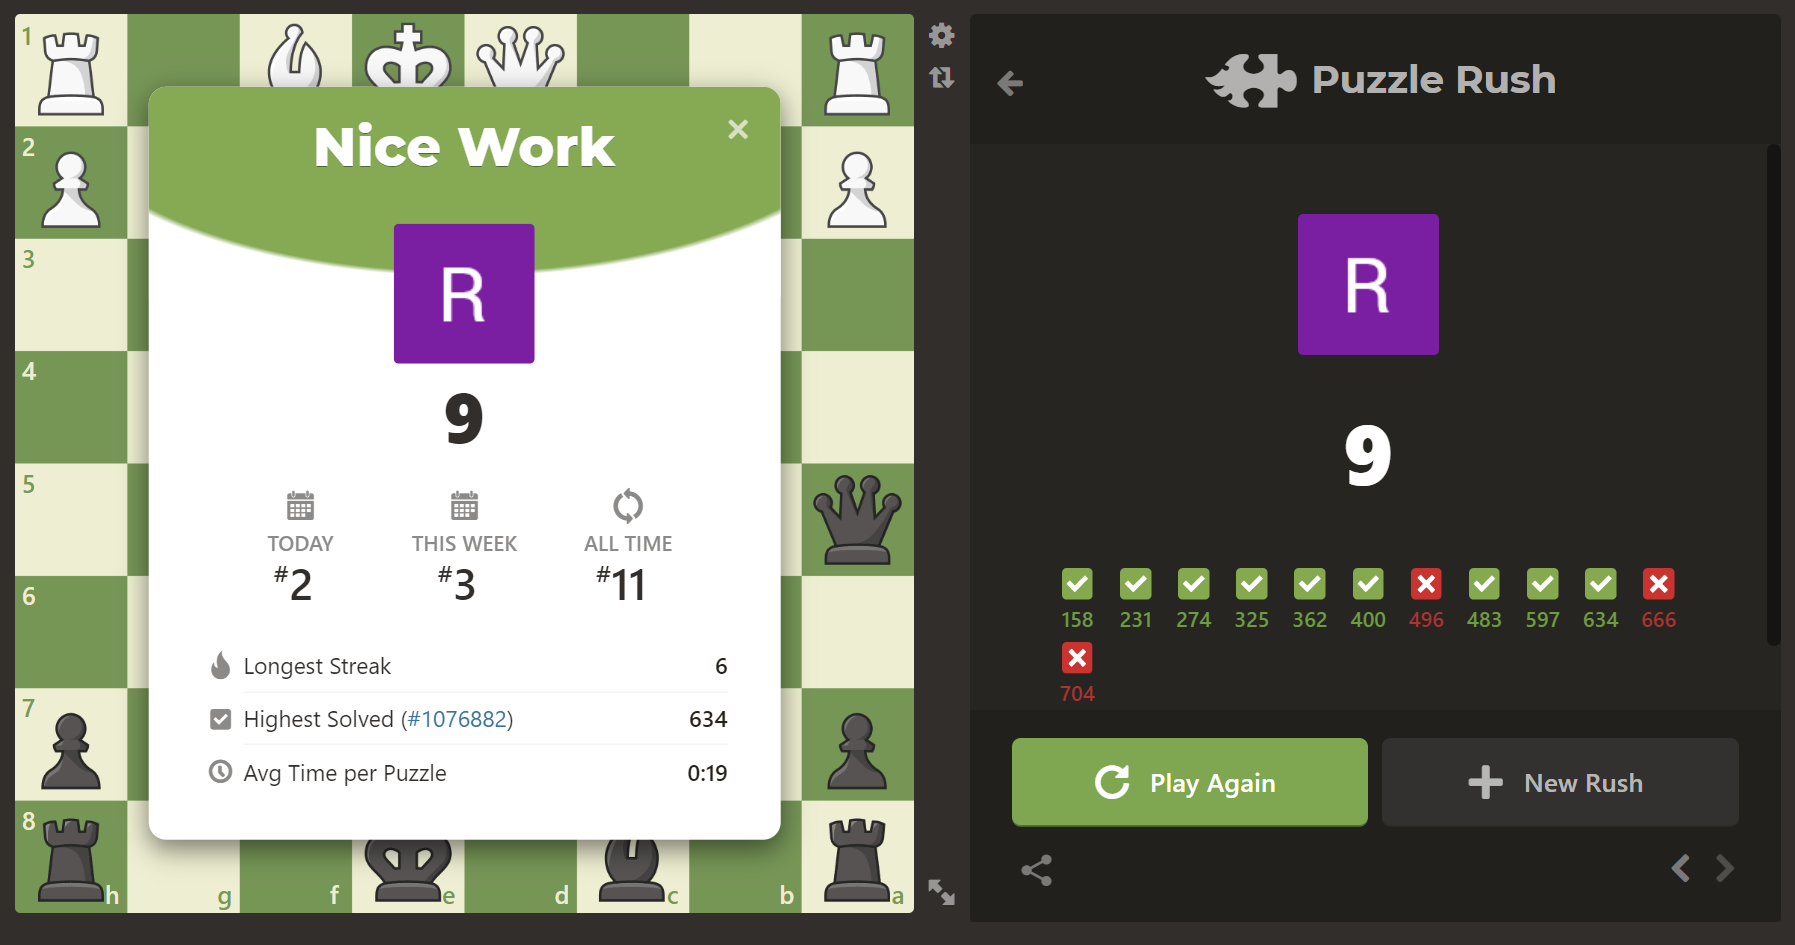 1
2
3
4
5
6
7
8
h
g
f
e
d
c
b
a
Nice Work
R
9
TODAY
#2
THIS WEEK
#3
ALL TIME
#11
Longest Streak 6
Highest Solved (#1076882) 634
Avg Time per Puzzle 0:19
Puzzle Rush
R
9
158 231 274 325 362 400 496 483 597 634 666
704
Play Again
New Rush